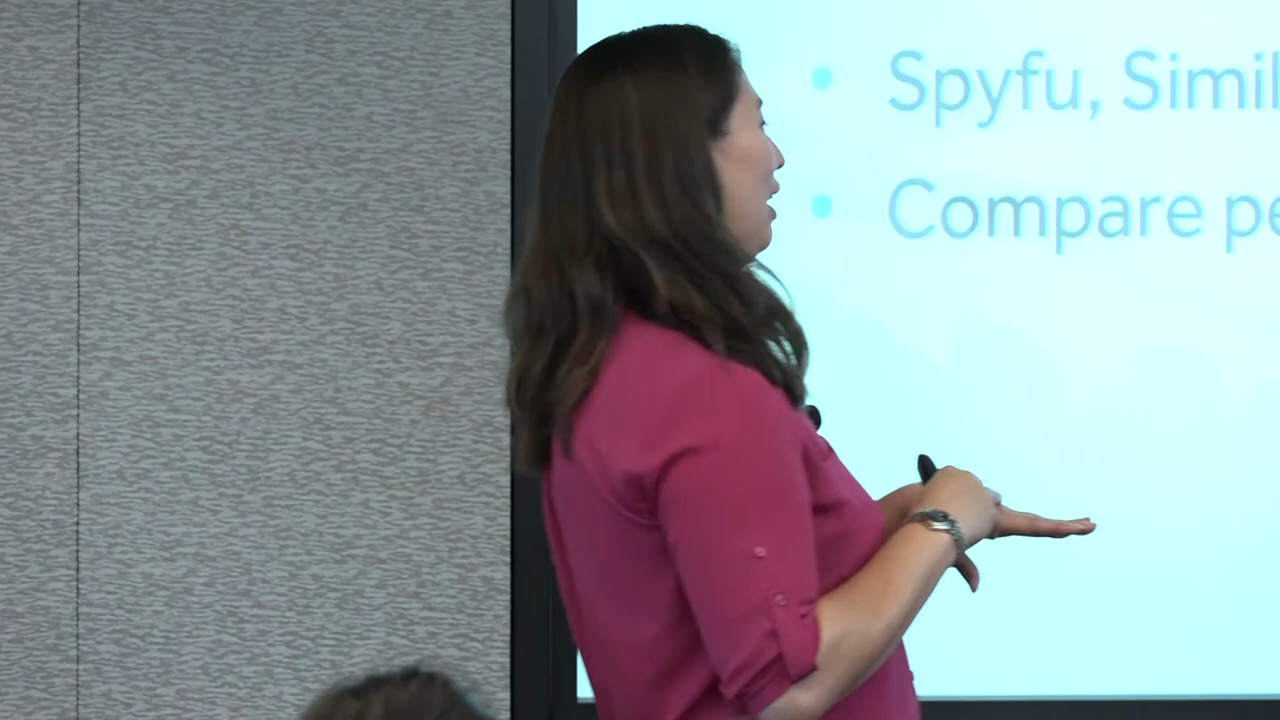 • Spyfu, Simil
• Compare pe